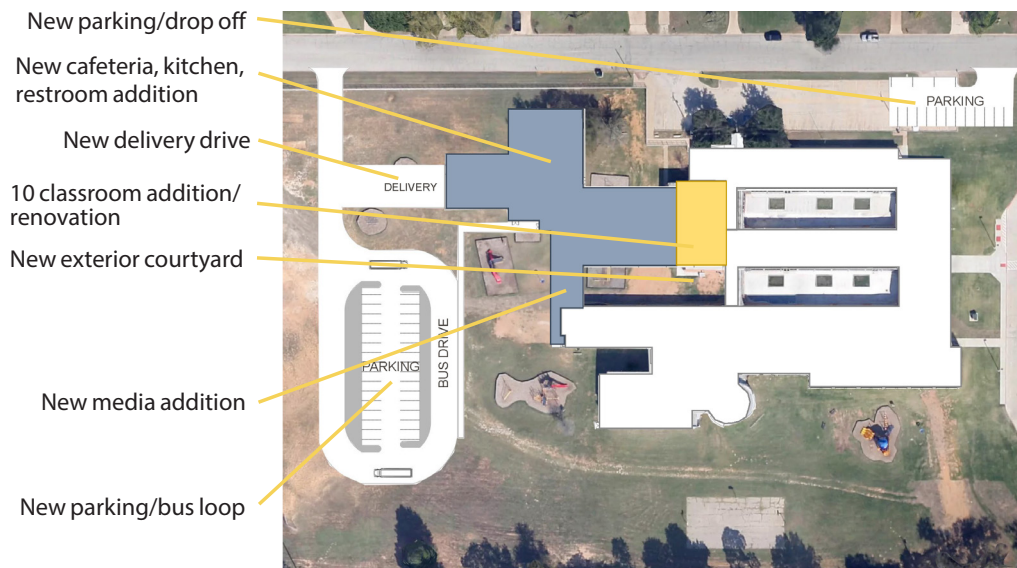 New parking/drop off
New cafeteria, kitchen,
restroom addition
New delivery drive
10 classroom addition/
renovation
New exterior courtyard
New media addition
New parking/bus loop
PARKING
DELIVERY
BUS DRIVE
PARKING